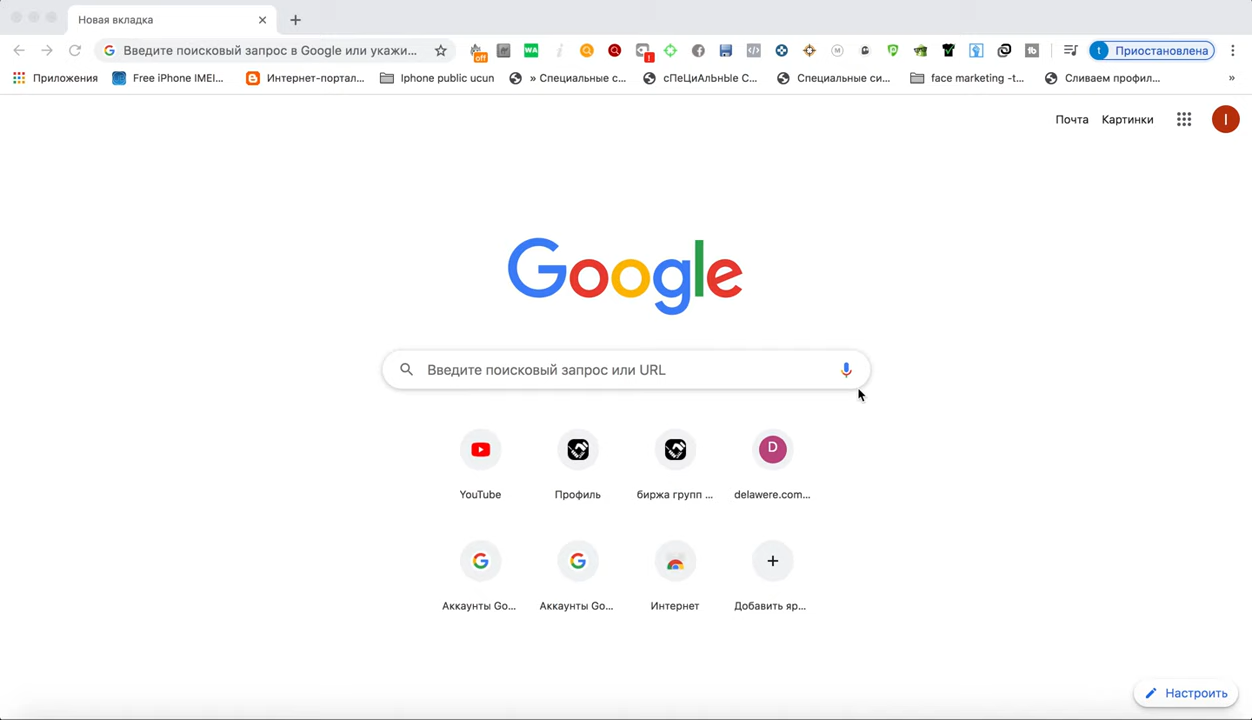 Новая вкладка
Введите поисковый запрос в Google или укажи...
off
WA
t Приостановлена
Приложения
Free iPhone IMEI...
Интернет-портал...
Iphone public ucun
» Специальные с...
сПеЦиАльНЫе С...
Специальные си...
face marketing -т...
Сливаем профил...
»
Почта
Картинки
I
Google
Введите поисковый запрос или URL
YouTube
Профиль
биржа групп ...
D
delawere.com...
Аккаунты Go...
Аккаунты Go...
Интернет
Добавить яр...
Настроить